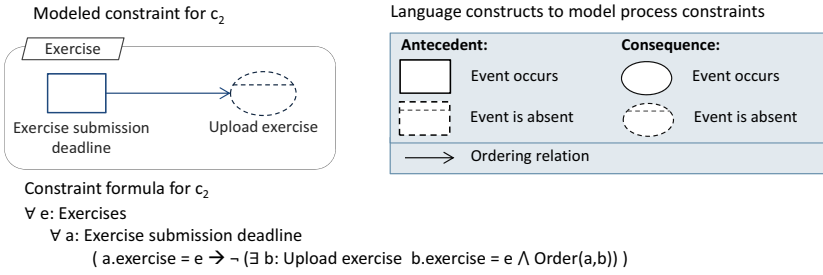 Modeled constraint for c2
Exercise
Exercise submission
deadline
Upload exercise
Language constructs to model process constraints
Antecedent:
Consequence:
Event occurs
Event occurs
Event is absent
Event is absent
Ordering relation
Constraint formula for c2
∀ e: Exercises
∀ a: Exercise submission deadline
( a.exercise = e → ¬ (∃ b: Upload exercise b.exercise = e Λ Order(a,b)) )